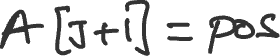 A[J+1] = pos